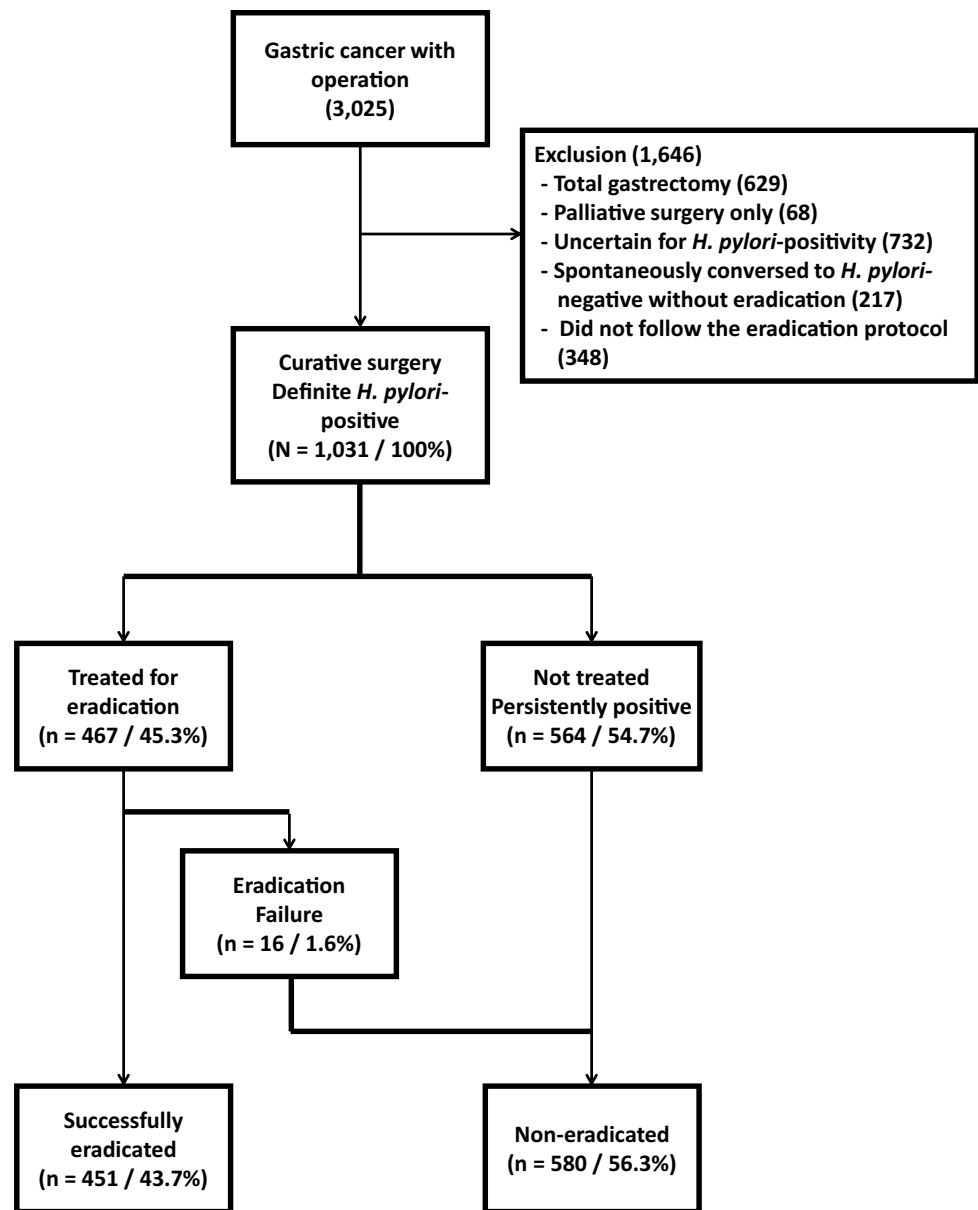 Gastric cancer with
operation
(3,025)
Exclusion (1,646)
- Total gastrectomy (629)
- Palliative surgery only (68)
- Uncertain for H. pylori-positivity (732)
- Spontaneously conversed to H. pylori-
negative without eradication (217)
- Did not follow the eradication protocol
(348)
Curative surgery
Definite H. pylori-
positive
(N = 1,031 / 100%)
Treated for
eradication
(n = 467 / 45.3%)
Not treated
Persistently positive
(n = 564 / 54.7%)
Eradication
Failure
(n = 16 / 1.6%)
Successfully
eradicated
(n = 451 / 43.7%)
Non-eradicated
(n = 580 / 56.3%)